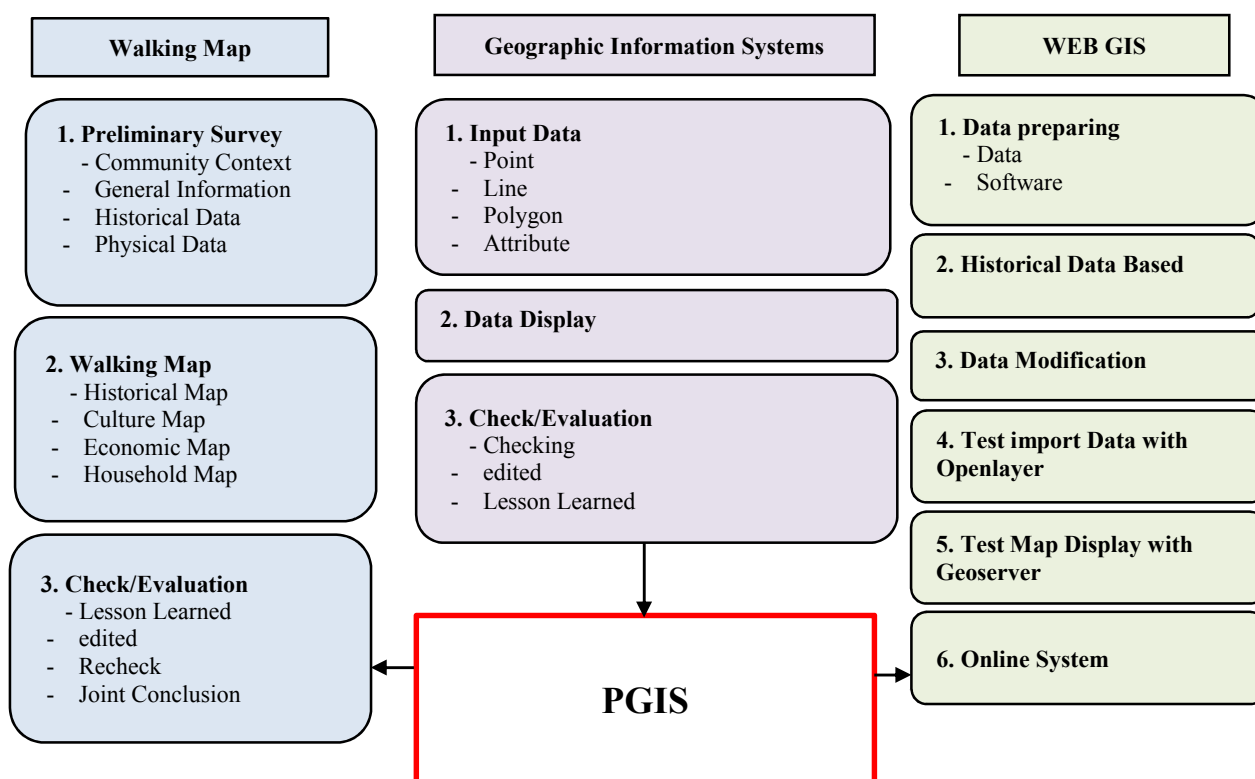 Walking Map
1. Preliminary Survey
- Community Context
- General Information
- Historical Data
- Physical Data
2. Walking Map
- Historical Map
- Culture Map
- Economic Map
- Household Map
3. Check/Evaluation
- Lesson Learned
- edited
- Recheck
- Joint Conclusion
Geographic Information Systems
1. Input Data
- Point
- Line
- Polygon
- Attribute
2. Data Display
3. Check/Evaluation
- Checking
- edited
- Lesson Learned
PGIS
WEB GIS
1. Data preparing
- Data
- Software
2. Historical Data Based
3. Data Modification
4. Test import Data with
Openlayer
5. Test Map Display with
Geoserver
6. Online System